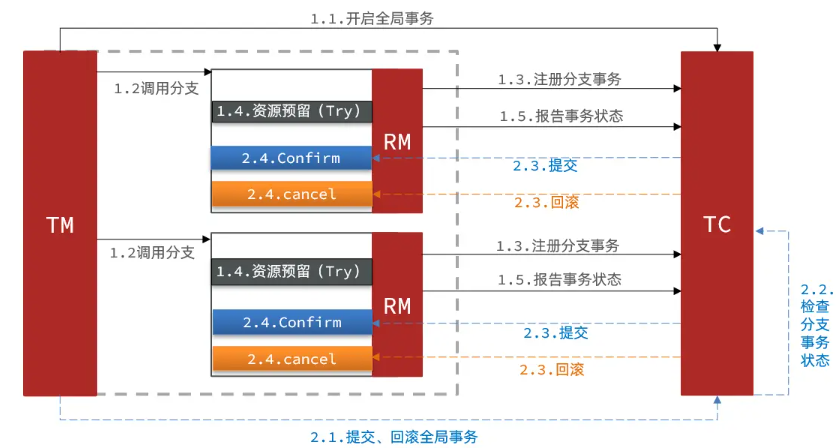 1.1.开启全局事务
TM
1.2调用分支
1.4.资源预留（Try）
2.4.Confirm
2.4.cancel
RM
1.3.注册分支事务
1.5.报告事务状态
2.3.提交
2.3.回滚
TC
1.2调用分支
1.4.资源预留（Try）
2.4.Confirm
2.4.cancel
RM
1.3.注册分支事务
1.5.报告事务状态
2.3.提交
2.3.回滚
2.2.
检查
分支
事务
状态
2.1.提交、回滚全局事务